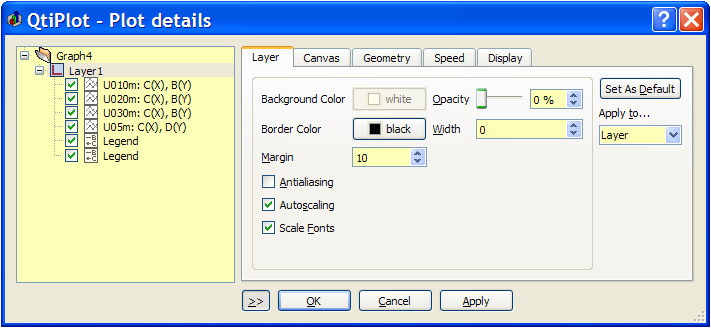 QtiPlot - Plot details
Graph4
Layer1
U010m: C(X), B(Y)
U020m: C(X), B(Y)
U030m: C(X), B(Y)
U05m: C(X), D(Y)
Legend
Legend
Layer Canvas Geometry Speed Display
Background Color white Opacity 0 %
Border Color black Width 0
Margin 10
Antialiasing
Autoscaling
Scale Fonts
Set As Default
Apply to...
Layer
>> OK Cancel Apply